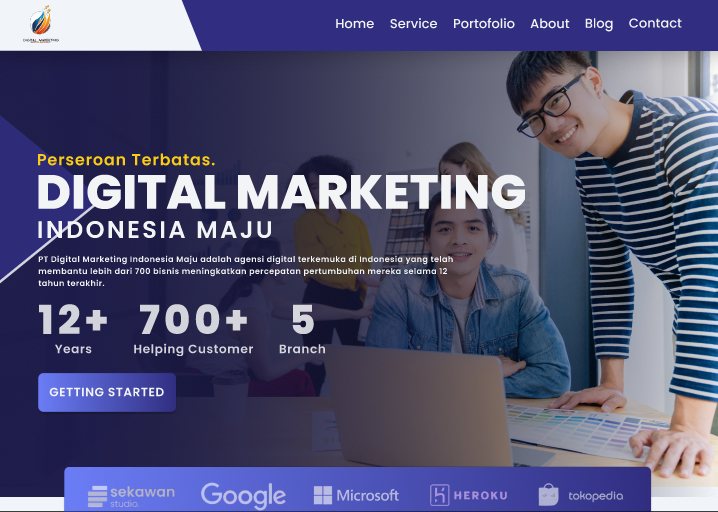 DIGITAL MARKETING
Home Service Portofolio About Blog Contact
Perseroan Terbatas.
DIGITAL MARKETING
INDONESIA MAJU
PT Digital Marketing Indonesia Maju adalah agensi digital terkemuka di Indonesia yang telah
membantu lebih dari 700 bisnis meningkatkan percepatan pertumbuhan mereka selama 12
tahun terakhir.
12+ 700+ 5
Years Helping Customer Branch
GETTING STARTED
sekawan
studio
Google Microsoft HEROKU tokopedia